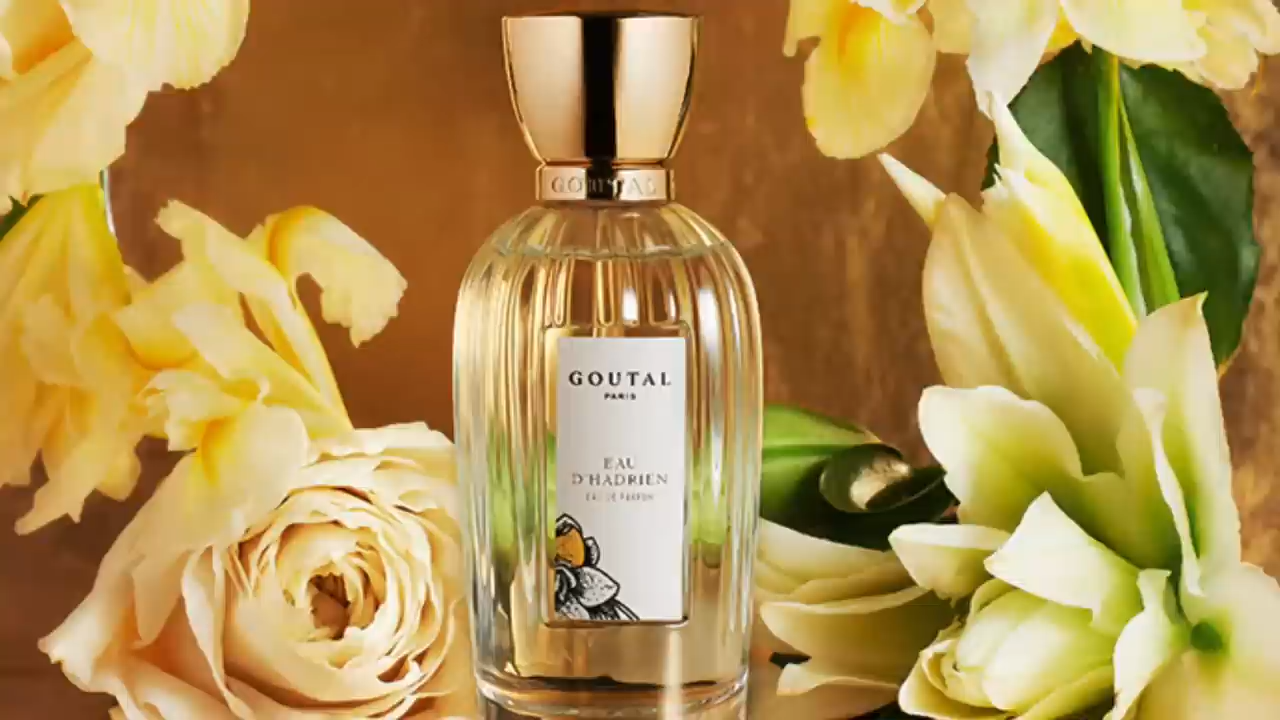 GOUTAL
GOUTAL
PARIS
EAU
D'HADRIEN
EAU DE PARFUM